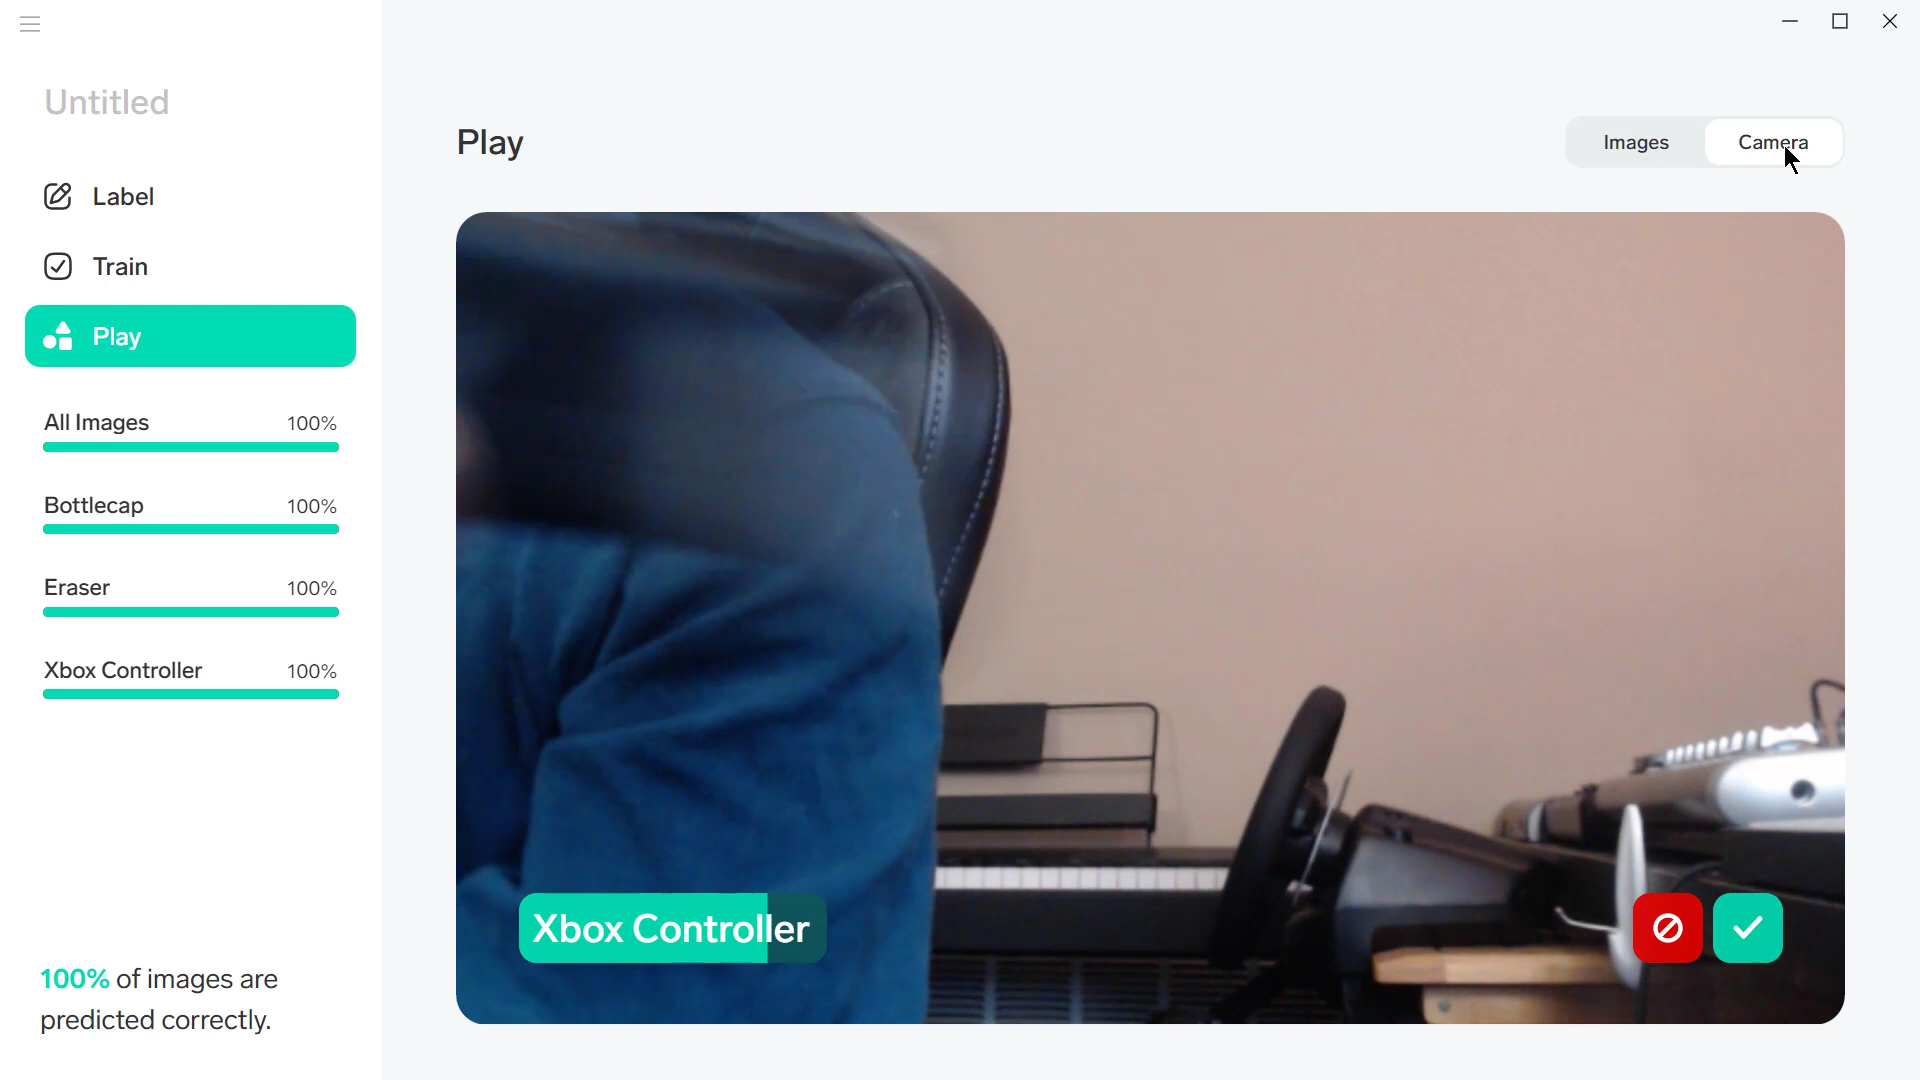 Untitled
Label
Train
Play
All Images 100%
Bottlecap 100%
Eraser 100%
Xbox Controller 100%
100% of images are
predicted correctly.
Play
Images Camera
Xbox Controller